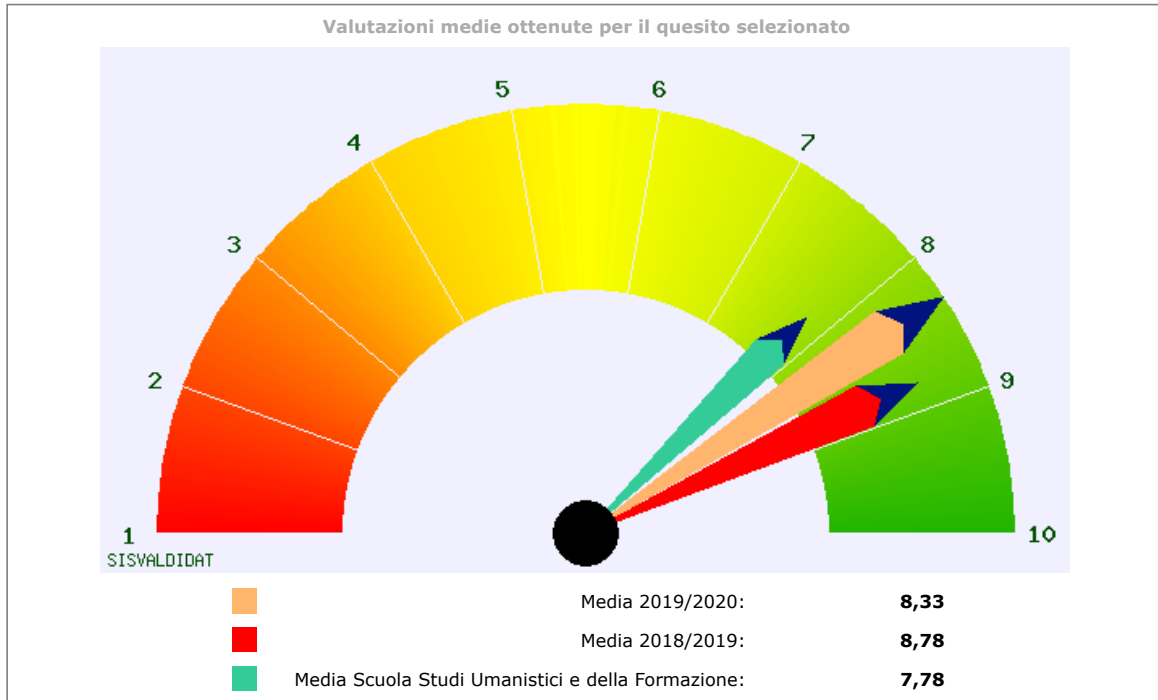 Valutazioni medie ottenute per il quesito selezionato
5
6
4
7
3
8
2
9
1
10
SISVALDIDAT
Media 2019/2020: 8,33
Media 2018/2019: 8,78
Media Scuola Studi Umanistici e della Formazione: 7,78